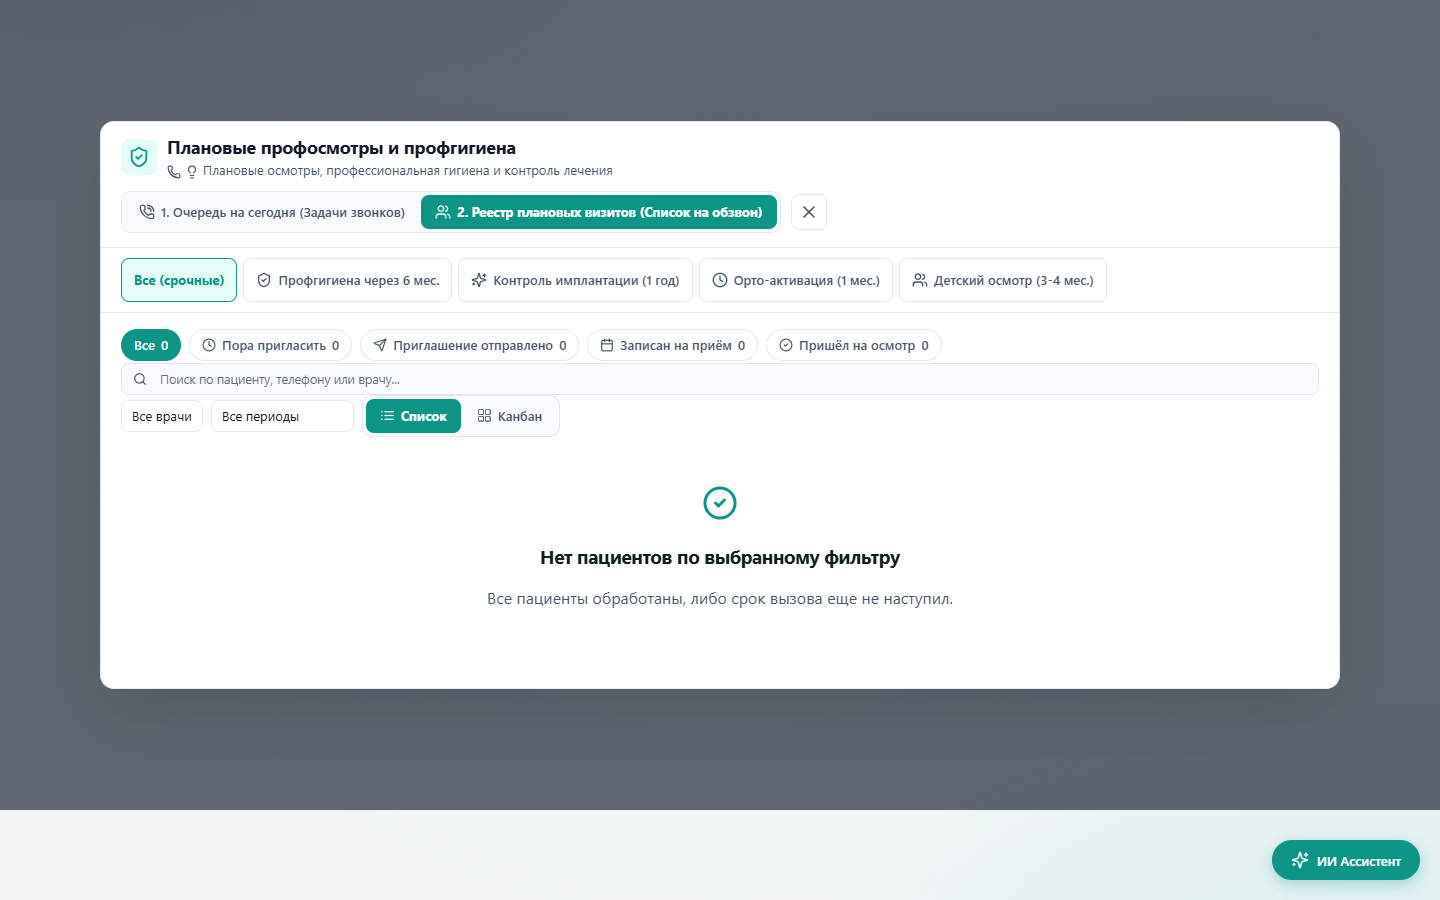 Плановые профосмотры и профгигиена
Плановые осмотры, профессиональная гигиена и контроль лечения
1. Очередь на сегодня (Задачи звонков)
2. Реестр плановых визитов (Список на обзвон)
Все (срочные)
Профгигиена через 6 мес.
Контроль имплантации (1 год)
Орто-активация (1 мес.)
Детский осмотр (3-4 мес.)
Все 0
Пора пригласить 0
Приглашение отправлено 0
Записан на приём 0
Пришёл на осмотр 0
Поиск по пациенту, телефону или врачу...
Все врачи
Все периоды
Список
Канбан
Нет пациентов по выбранному фильтру
Все пациенты обработаны, либо срок вызова еще не наступил.
ИИ Ассистент